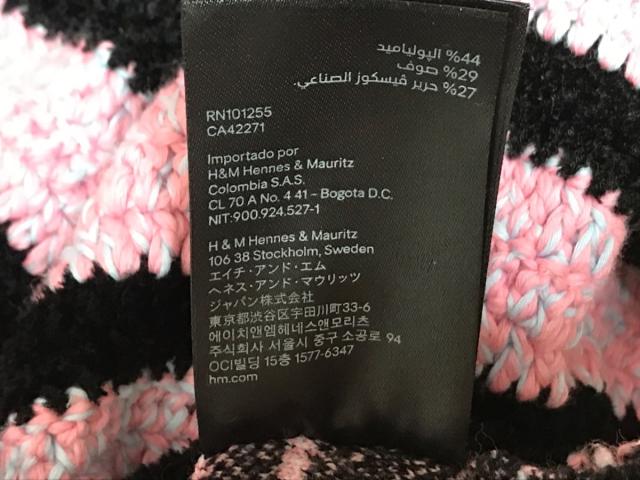 %44 البولياميد
%29 صوف
%27 حرير ڤيسكوز الصناعي.
RN101255
CA42271
Importado por
H&M Hennes & Mauritz
Colombia S.A.S.
CL 70 A No. 4 41 – Bogota D.C.
NIT:900.924.527-1
H & M Hennes & Mauritz
106 38 Stockholm, Sweden
エイチ・アンド・エム
ヘネス・アンド・マウリッツ
ジャパン株式会社
東京都渋谷区宇田川町33-6
에이치앤엠헤네스앤모리츠
주식회사 서울시 중구 소공로 94
OCI빌딩 15층 1577-6347
hm.com